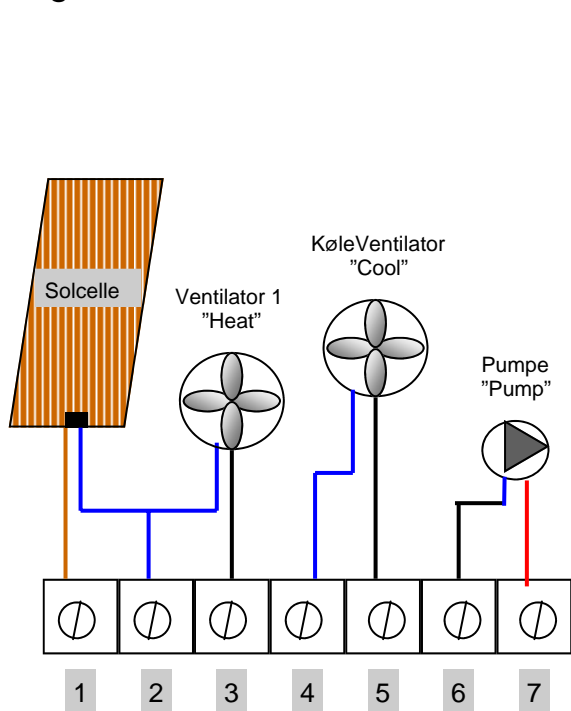 Solcelle
Ventilator 1
”Heat”
KøleVentilator
”Cool”
Pumpe
”Pump”
1 2 3 4 5 6 7